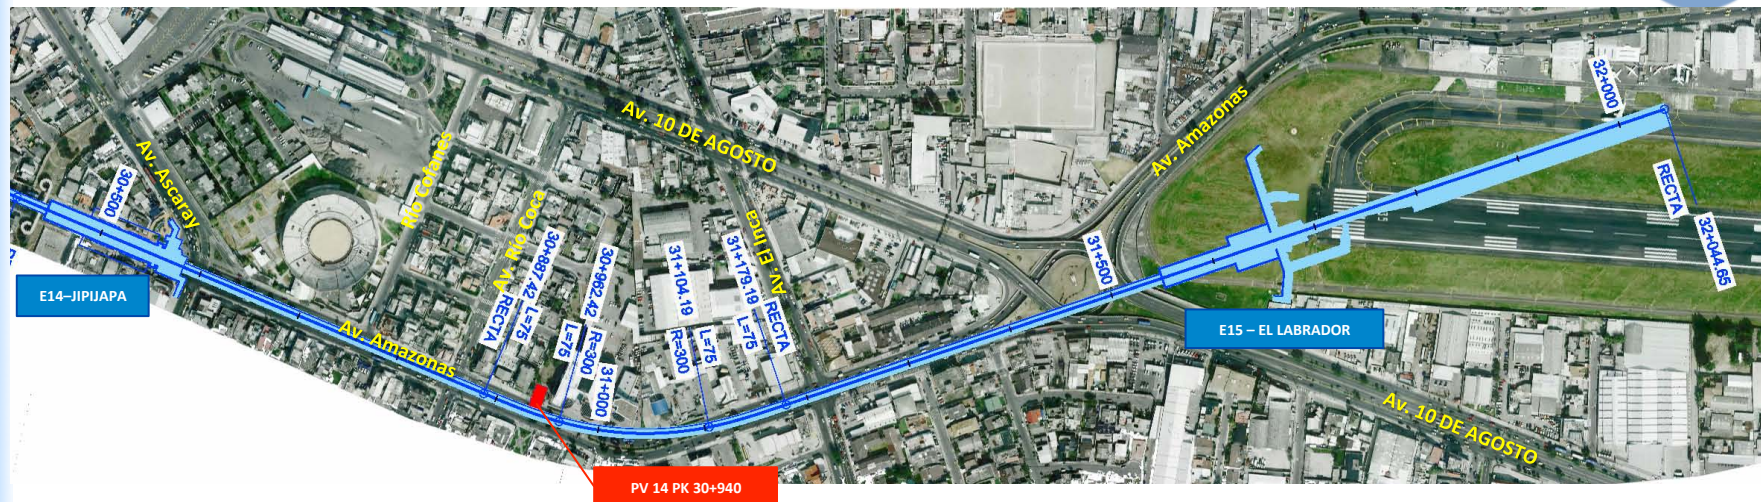 Av. Ascaray
30+500
E14–JIPIJAPA
Río Cofanes
Av. Río Coca
Av. Amazonas
RECTA
30+887.42 L=75
L=75
30+962.42 R=300
31+000
PV 14 PK 30+940
Av. 10 DE AGOSTO
31+104.19
R=300
L=75
Av. El Inca
31+179.19
L=75
RECTA
31+500
Av. Amazonas
E15 – EL LABRADOR
Av. 10 DE AGOSTO
32+000
RECTA
32+044.65